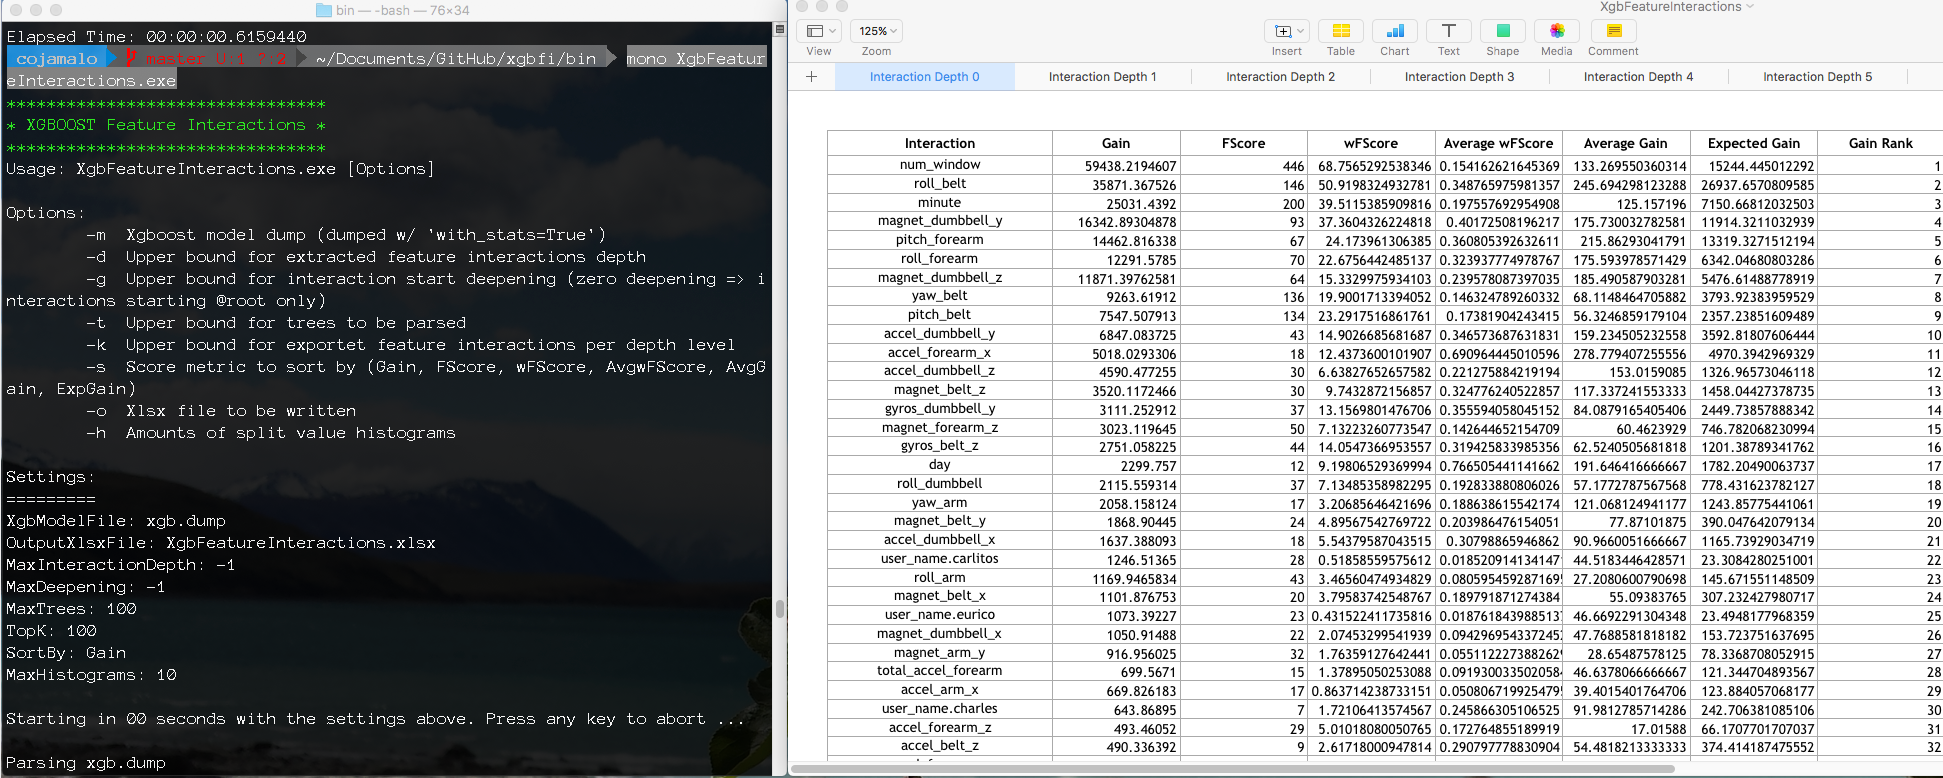 bin — -bash — 76×34
Elapsed Time: 00:00:00.6159440
cojamalo master U:1 ?:2 ~/Documents/GitHub/xgbfi/bin mono XgbFeatur
eInteractions.exe
********************************
* XGBOOST Feature Interactions *
********************************
Usage: XgbFeatureInteractions.exe [Options]
Options:
-m Xgboost model dump (dumped w/ 'with_stats=True')
-d Upper bound for extracted feature interactions depth
-g Upper bound for interaction start deepening (zero deepening => i
nteractions starting @root only)
-t Upper bound for trees to be parsed
-k Upper bound for exportet feature interactions per depth level
-s Score metric to sort by (Gain, FScore, wFScore, AvgwFScore, AvgG
ain, ExpGain)
-o Xlsx file to be written
-h Amounts of split value histograms
Settings:
=========
XgbModelFile: xgb.dump
OutputXlsxFile: XgbFeatureInteractions.xlsx
MaxInteractionDepth: -1
MaxDeepening: -1
MaxTrees: 100
TopK: 100
SortBy: Gain
MaxHistograms: 10
Starting in 00 seconds with the settings above. Press any key to abort ...
Parsing xgb.dump
XgbFeatureInteractions
125%
View Zoom Insert Table Chart Text Shape Media Comment
+ Interaction Depth 0 Interaction Depth 1 Interaction Depth 2 Interaction Depth 3 Interaction Depth 4 Interaction Depth 5
Interaction Gain FScore wFScore Average wFScore Average Gain Expected Gain Gain Rank
num_window 59438.2194607 446 68.7565292538346 0.154162621645369 133.269550360314 15244.445012292 1
roll_belt 35871.367526 146 50.9198324932781 0.348765975981357 245.694298123288 26937.6570809585 2
minute 25031.4392 200 39.5115385909816 0.197557692954908 125.157196 7150.66812032503 3
magnet_dumbbell_y 16342.89304878 93 37.3604326224818 0.40172508196217 175.730032782581 11914.3211032939 4
pitch_forearm 14462.816338 67 24.173961306385 0.360805392632611 215.86293041791 13319.3271512194 5
roll_forearm 12291.5785 70 22.6756442485137 0.323937774978767 175.593978571429 6342.04680803286 6
magnet_dumbbell_z 11871.39762581 64 15.3329975934103 0.239578087397035 185.490587903281 5476.61488778919 7
yaw_belt 9263.61912 136 19.9001713394052 0.146324789260332 68.1148464705882 3793.92383959529 8
pitch_belt 7547.507913 134 23.2917516861761 0.17381904243415 56.3246859179104 2357.23851609489 9
accel_dumbbell_y 6847.083725 43 14.9026685681687 0.346573687631831 159.234505232558 3592.81807606444 10
accel_forearm_x 5018.0293306 18 12.4373600101907 0.690964445010596 278.779407255556 4970.3942969329 11
accel_dumbbell_z 4590.477255 30 6.63827652657582 0.221275884219194 153.0159085 1326.96573046118 12
magnet_belt_z 3520.1172466 30 9.7432872156857 0.324776240522857 117.337241553333 1458.04427378735 13
gyros_dumbbell_y 3111.252912 37 13.1569801476706 0.355594058045152 84.0879165405406 2449.73857888342 14
magnet_forearm_z 3023.119645 50 7.13223260773547 0.142644652154709 60.4623929 746.782068230994 15
gyros_belt_z 2751.058225 44 14.0547366953557 0.319425833985356 62.5240505681818 1201.38789341762 16
day 2299.757 12 9.19806529369994 0.766505441141662 191.646416666667 1782.20490063737 17
roll_dumbbell 2115.559314 37 7.13485358982295 0.192833880806026 57.1772787567568 778.431623782127 18
yaw_arm 2058.158124 17 3.20685646421696 0.188638615542174 121.068124941177 1243.85775441061 19
magnet_belt_y 1868.90445 24 4.89567542769722 0.203986476154051 77.87101875 390.047642079134 20
accel_dumbbell_x 1637.388093 18 5.54379587043515 0.30798865946862 90.9660051666667 1165.73929034719 21
user_name.carlitos 1246.51365 28 0.51858559575612 0.018520914134147 44.5183446428571 23.3084280251001 22
roll_arm 1169.9465834 43 3.46560474934829 0.080595459287169 27.2080600790698 145.671551148509 23
magnet_belt_x 1101.876753 20 3.79583742548767 0.189791871274384 55.09383765 307.232427980717 24
user_name.eurico 1073.39227 23 0.431522411735816 0.018761843988513 46.6692291304348 23.4948177968359 25
magnet_dumbbell_x 1050.91488 22 2.07453299541939 0.094296954337245 47.7688581818182 153.723751637695 26
magnet_arm_y 916.956025 32 1.76359127642441 0.055112227388262 28.65487578125 78.3368708052915 27
total_accel_forearm 699.5671 15 1.37895050253088 0.091930033502058 46.6378066666667 121.344704893567 28
accel_arm_x 669.826183 17 0.863714238733151 0.050806719925479 39.4015401764706 123.884057068177 29
user_name.charles 643.86895 7 1.72106413574567 0.245866305106525 91.9812785714286 242.706381085106 30
accel_forearm_z 493.46052 29 5.01018080050765 0.172764855189919 17.01588 66.1770701707037 31
accel_belt_z 490.336392 9 2.61718000947814 0.290797778830904 54.4818213333333 374.414187475552 32